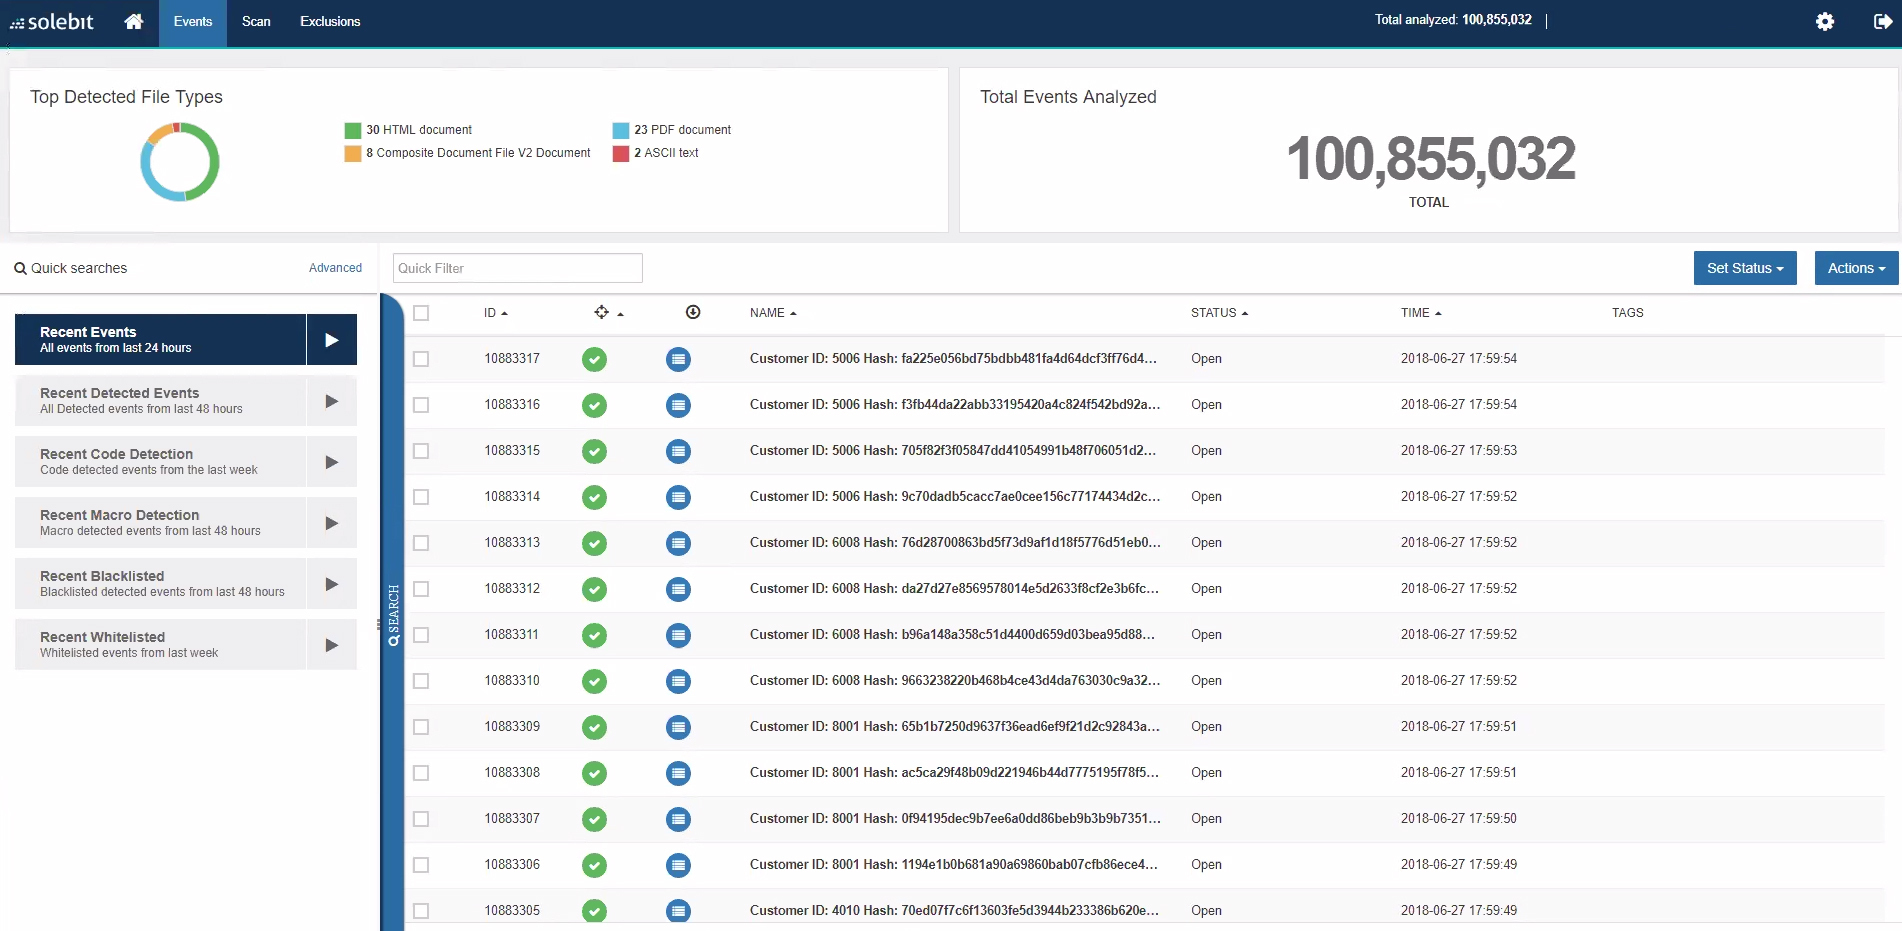 solebit Events Scan Exclusions Total analyzed: 100,855,032
Top Detected File Types
30 HTML document 23 PDF document
8 Composite Document File V2 Document 2 ASCII text
Total Events Analyzed
100,855,032
TOTAL
Quick searches Advanced
Recent Events
All events from last 24 hours
Recent Detected Events
All Detected events from last 48 hours
Recent Code Detection
Code detected events from the last week
Recent Macro Detection
Macro detected events from last 48 hours
Recent Blacklisted
Blacklisted detected events from last 48 hours
Recent Whitelisted
Whitelisted events from last week
SEARCH
Quick Filter Set Status Actions
ID NAME STATUS TIME TAGS
10883317 Customer ID: 5006 Hash: fa225e056bd75bdbb481fa4d64dcf3ff76d4... Open 2018-06-27 17:59:54
10883316 Customer ID: 5006 Hash: f3fb44da22abb33195420a4c824f542bd92a... Open 2018-06-27 17:59:54
10883315 Customer ID: 5006 Hash: 705f82f3f05847dd41054991b48f706051d2... Open 2018-06-27 17:59:53
10883314 Customer ID: 5006 Hash: 9c70dadb5cacc7ae0cee156c77174434d2c... Open 2018-06-27 17:59:52
10883313 Customer ID: 6008 Hash: 76d28700863bd5f73d9af1d18f5776d51eb0... Open 2018-06-27 17:59:52
10883312 Customer ID: 6008 Hash: da27d27e8569578014e5d2633f8cf2e3b6fc... Open 2018-06-27 17:59:52
10883311 Customer ID: 6008 Hash: b96a148a358c51d4400d659d03bea95d88... Open 2018-06-27 17:59:52
10883310 Customer ID: 6008 Hash: 9663238220b468b4ce43d4da763030c9a32... Open 2018-06-27 17:59:52
10883309 Customer ID: 8001 Hash: 65b1b7250d9637f36ead6ef9f21d2c92843a... Open 2018-06-27 17:59:51
10883308 Customer ID: 8001 Hash: ac5ca29f48b09d221946b44d7775195f78f5... Open 2018-06-27 17:59:51
10883307 Customer ID: 8001 Hash: 0f94195dec9b7ee6a0dd86beb9b3b9b7351... Open 2018-06-27 17:59:50
10883306 Customer ID: 8001 Hash: 1194e1b0b681a90a69860bab07cfb86ece4... Open 2018-06-27 17:59:49
10883305 Customer ID: 4010 Hash: 70ed07f7c6f13603fe5d3944b233386b620e... Open 2018-06-27 17:59:49